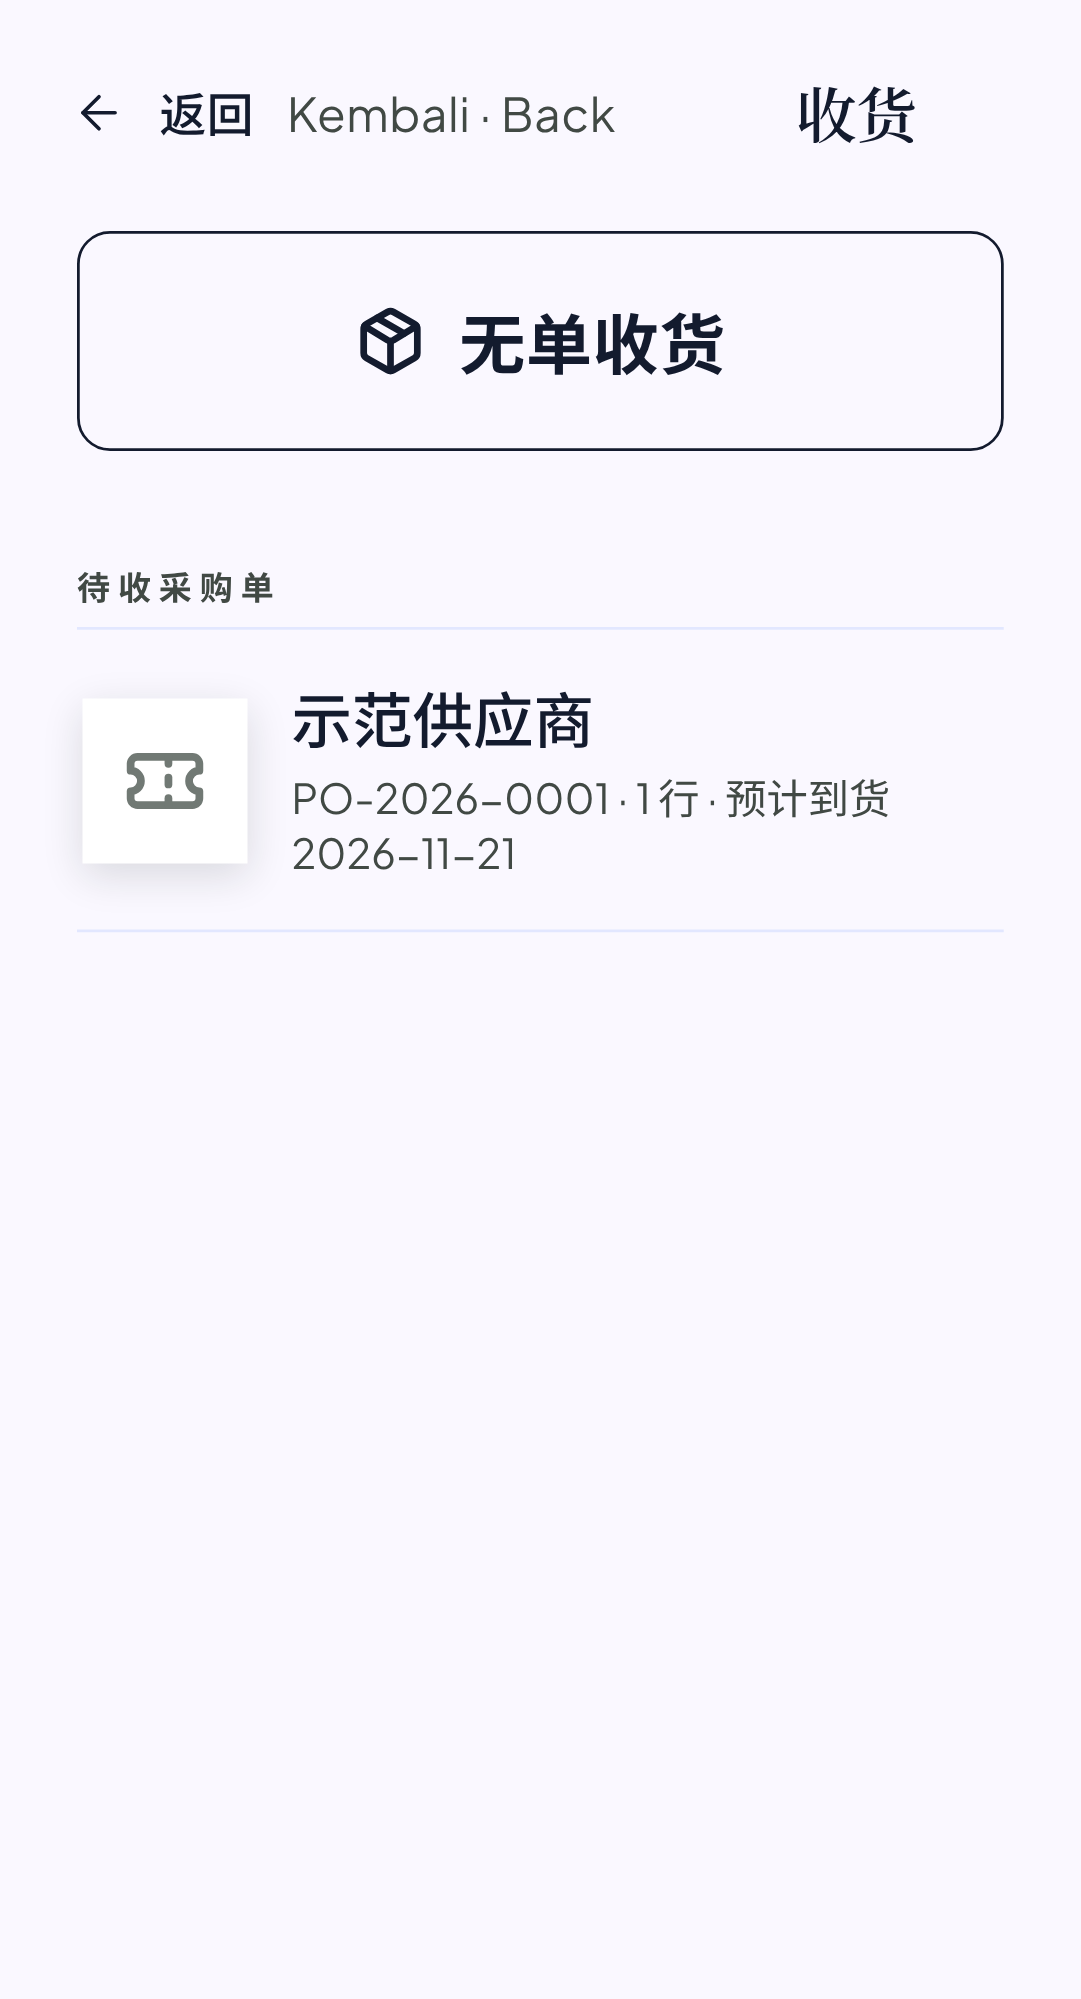 返回 Kembali · Back 收货
无单收货
待收采购单
示范供应商
PO-2026-0001 · 1 行 · 预计到货
2026-11-21